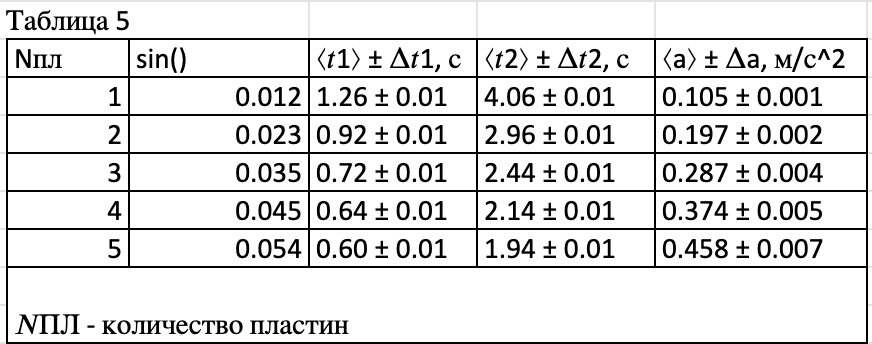 Таблица 5
Nпл sin() ⟨t1⟩ ± Δt1, с ⟨t2⟩ ± Δt2, с ⟨a⟩ ± Δa, м/с^2
1 0.012 1.26 ± 0.01 4.06 ± 0.01 0.105 ± 0.001
2 0.023 0.92 ± 0.01 2.96 ± 0.01 0.197 ± 0.002
3 0.035 0.72 ± 0.01 2.44 ± 0.01 0.287 ± 0.004
4 0.045 0.64 ± 0.01 2.14 ± 0.01 0.374 ± 0.005
5 0.054 0.60 ± 0.01 1.94 ± 0.01 0.458 ± 0.007
NПЛ - количество пластин